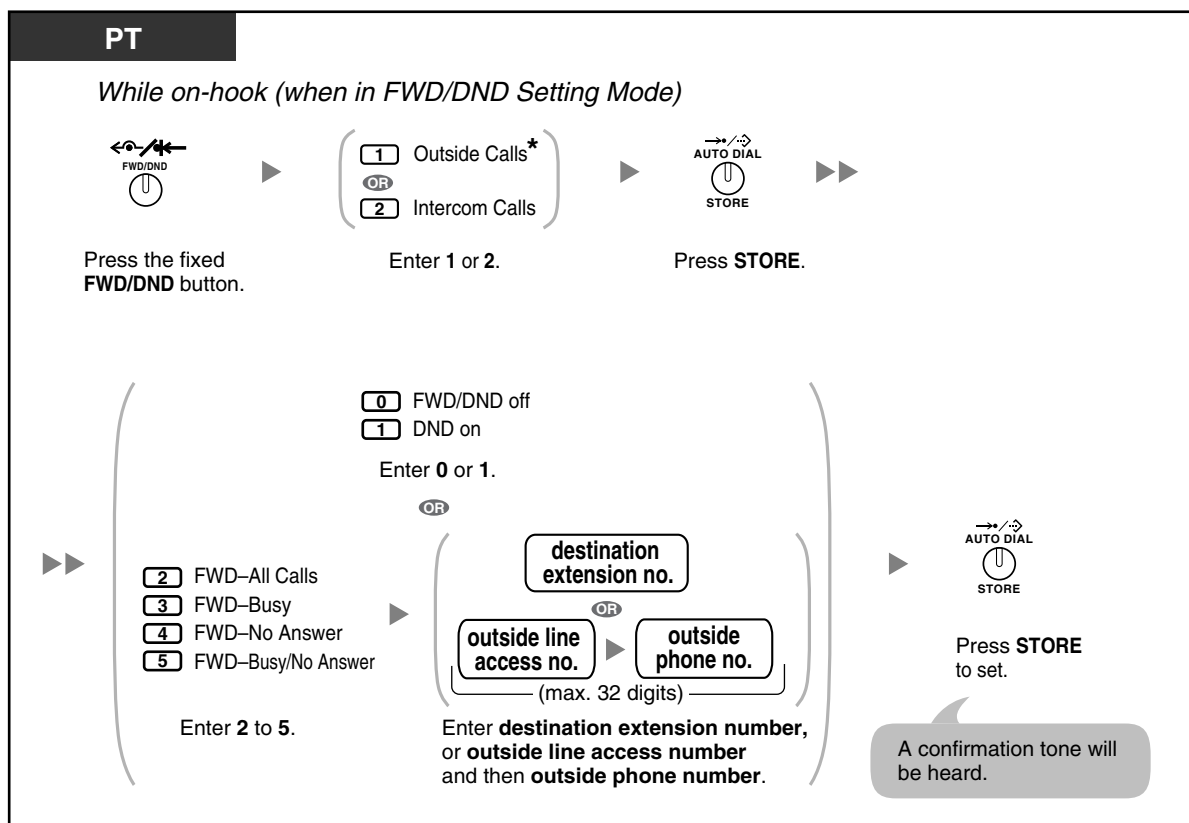 PT
While on-hook (when in FWD/DND Setting Mode)
FWD/DND
1 Outside Calls*
OR
2 Intercom Calls
AUTO DIAL
STORE
Press the fixed
FWD/DND button.
Enter 1 or 2.
Press STORE.
0 FWD/DND off
1 DND on
Enter 0 or 1.
OR
2 FWD–All Calls
3 FWD–Busy
4 FWD–No Answer
5 FWD–Busy/No Answer
Enter 2 to 5.
destination
extension no.
OR
outside line
access no.
outside
phone no.
(max. 32 digits)
Enter destination extension number,
or outside line access number
and then outside phone number.
AUTO DIAL
STORE
Press STORE
to set.
A confirmation tone will
be heard.